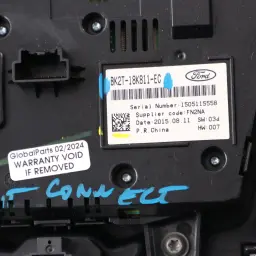 BK2T-18K811-EC
Ford
Serial Number:1505115558
Supplier code:FN2NA
Date:2015 08 11 SW 034
P.R.China HW 007
GlobalParts 02/2024
WARRANTY VOID
IF REMOVED
CONNECT